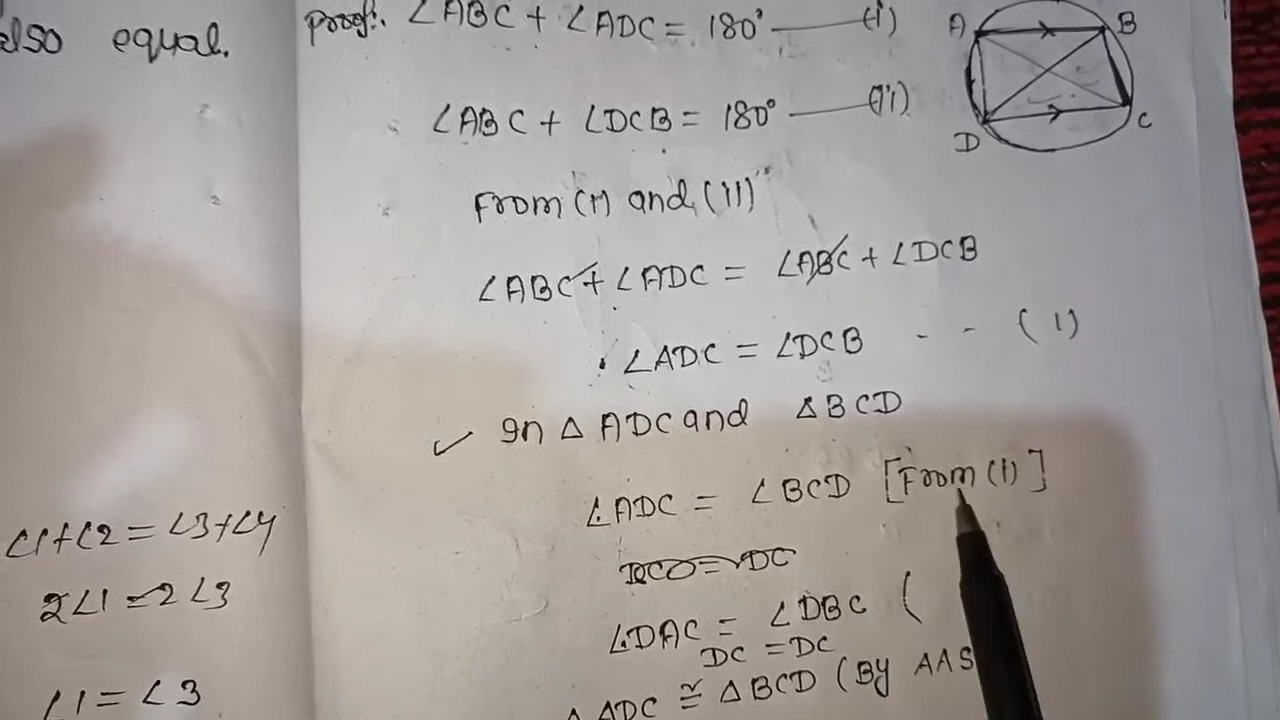 also equal.
∠1+∠2 = ∠3+∠4
2∠1 = 2∠3
∠1 = ∠3
Proof:. ∠ABC + ∠ADC = 180° —— (i)
∠ABC + ∠DCB = 180° —— (ii)
From (i) and (ii)
∠ABC + ∠ADC = ∠ABC + ∠DCB
∠ADC = ∠DCB - - (1)
In △ ADC and △BCD
∠ADC = ∠BCD [From (1)]
DC = DC
∠DAC = ∠DBC (
DC = DC
△ADC ≅ △BCD (By AAS
A
B
C
D